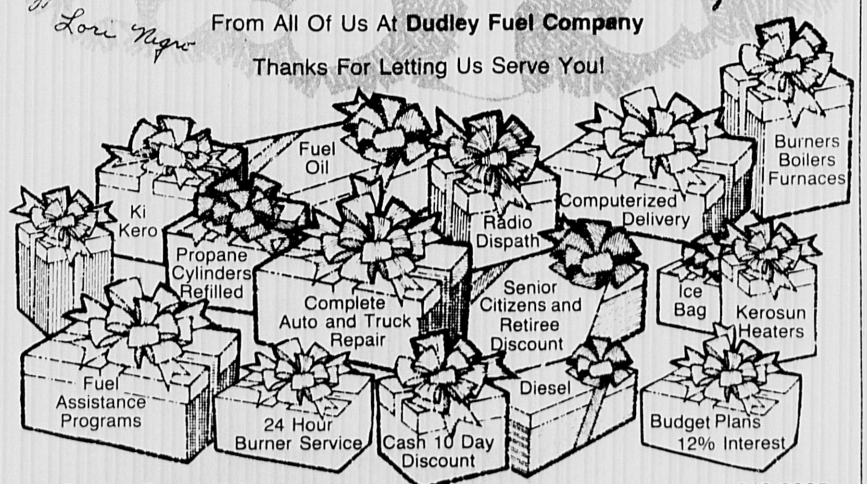 Lori Negro
From All Of Us At Dudley Fuel Company
Thanks For Letting Us Serve You!
Burners
Boilers
Furnaces
Fuel
Oil
Computerized
Delivery
Radio
Dispath
Ki
Kero
Propane
Cylinders
Refilled
Complete
Auto and Truck
Repair
Senior
Citizens and
Retiree
Discount
Ice
Bag
Kerosun
Heaters
Fuel
Assistance
Programs
24 Hour
Burner Service
Cash 10 Day
Discount
Diesel
Budget Plans
12% Interest